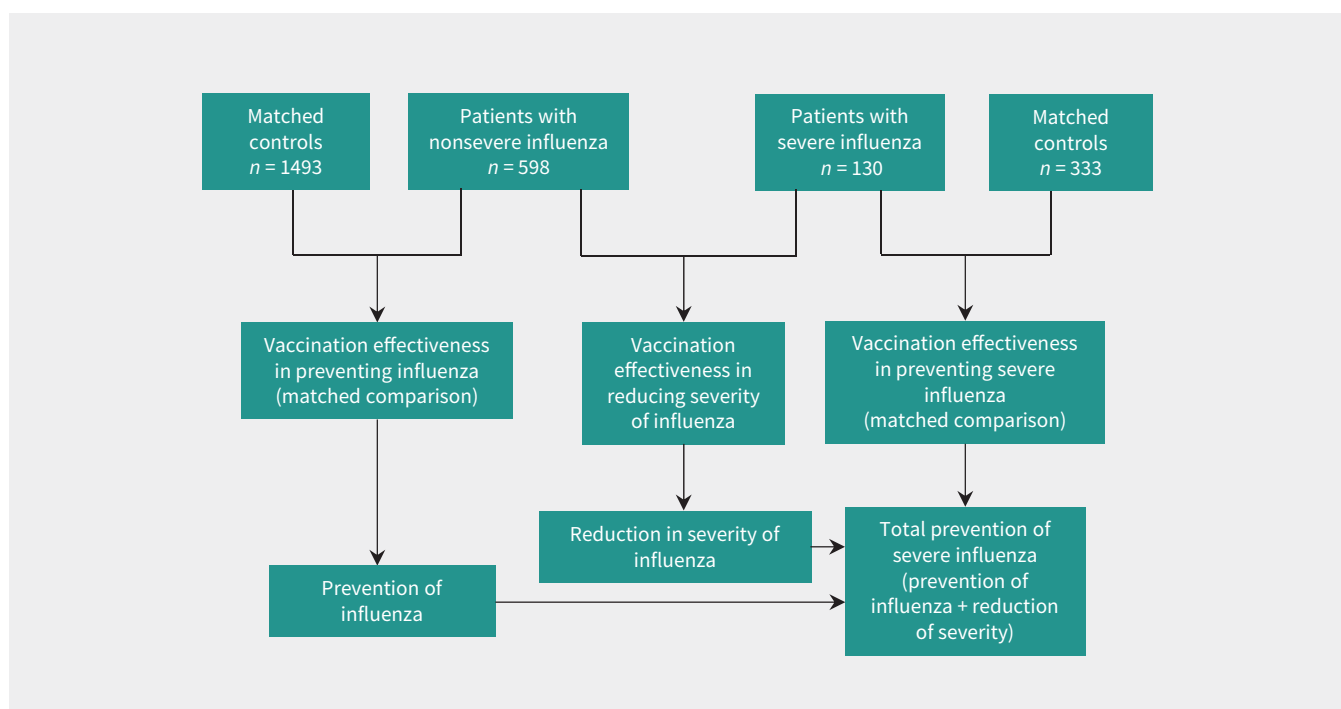 Matched
controls
n = 1493
Patients with
nonsevere influenza
n = 598
Patients with
severe influenza
n = 130
Matched
controls
n = 333
Vaccination effectiveness
in preventing influenza
(matched comparison)
Vaccination
effectiveness in
reducing severity
of influenza
Vaccination effectiveness
in preventing severe
influenza
(matched comparison)
Reduction in severity of
influenza
Total prevention of
severe influenza
(prevention of
influenza + reduction
of severity)
Prevention of
influenza